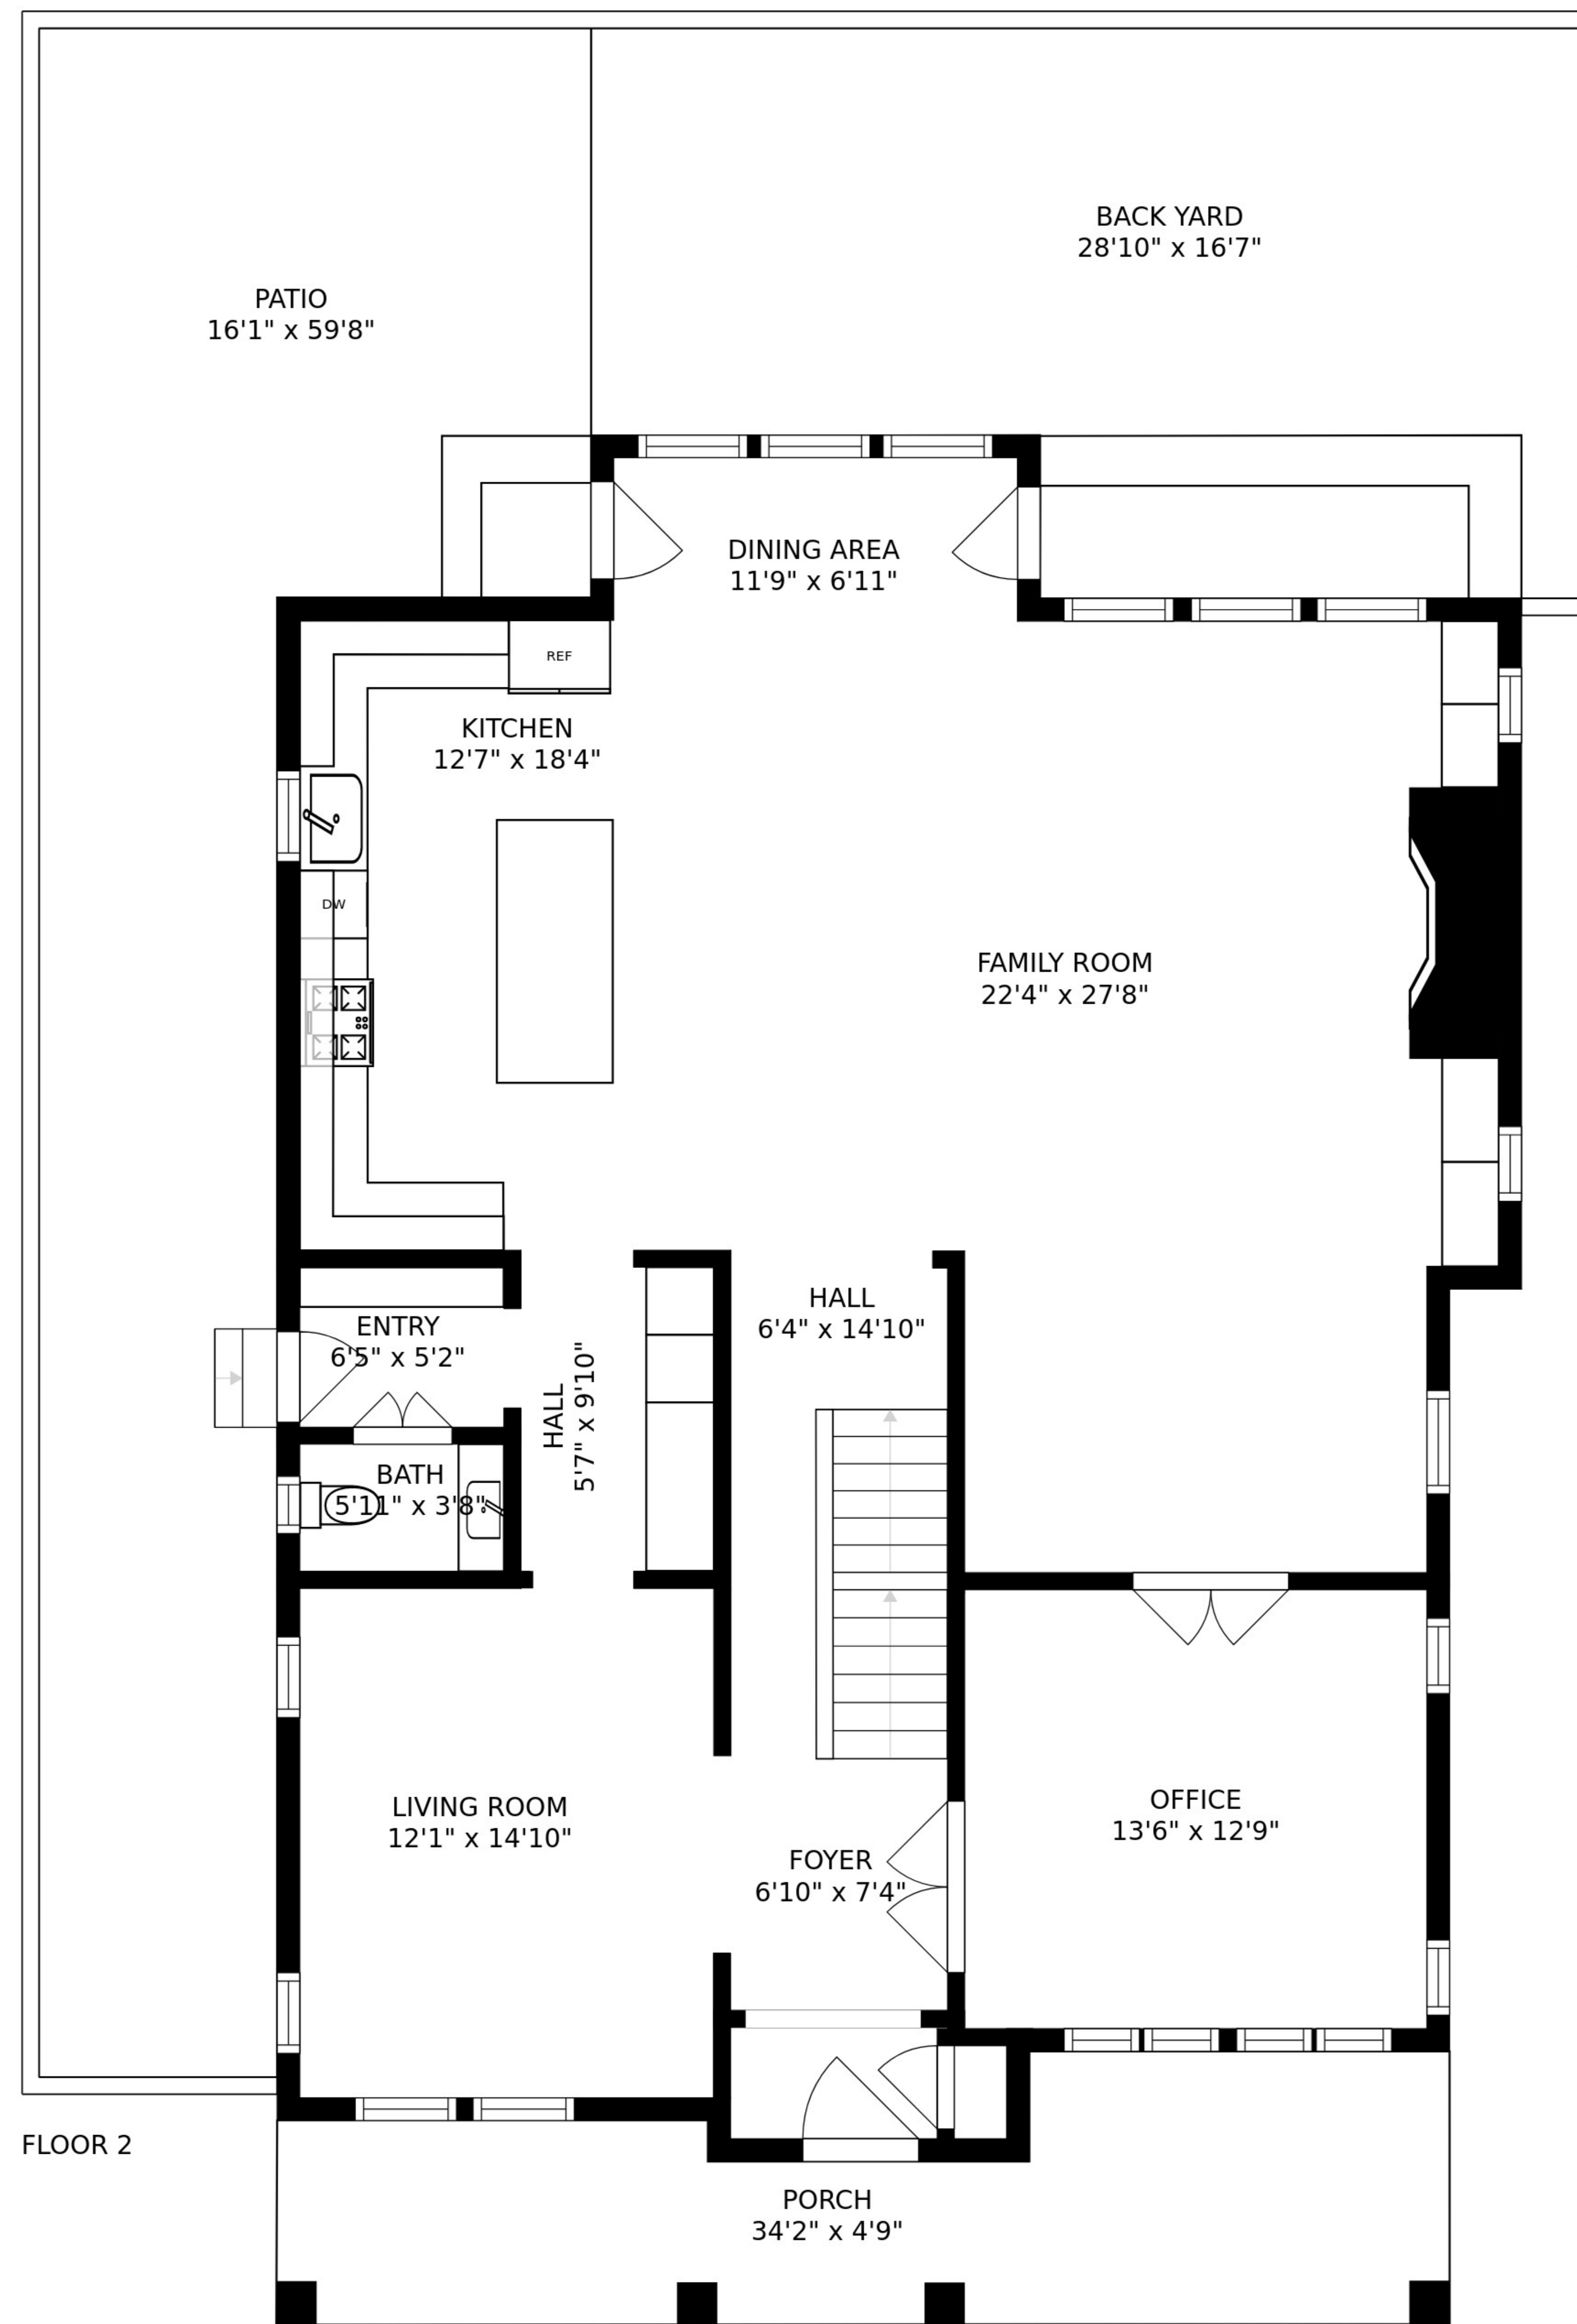 BACK YARD
28'10" x 16'7"
PATIO
16'1" x 59'8"
DINING AREA
11'9" x 6'11"
REF
KITCHEN
12'7" x 18'4"
DW
FAMILY ROOM
22'4" x 27'8"
HALL
6'4" x 14'10"
ENTRY
6'5" x 5'2"
HALL
5'7" x 9'10"
BATH
5'11" x 3'8"
LIVING ROOM
12'1" x 14'10"
OFFICE
13'6" x 12'9"
FOYER
6'10" x 7'4"
FLOOR 2
PORCH
34'2" x 4'9"